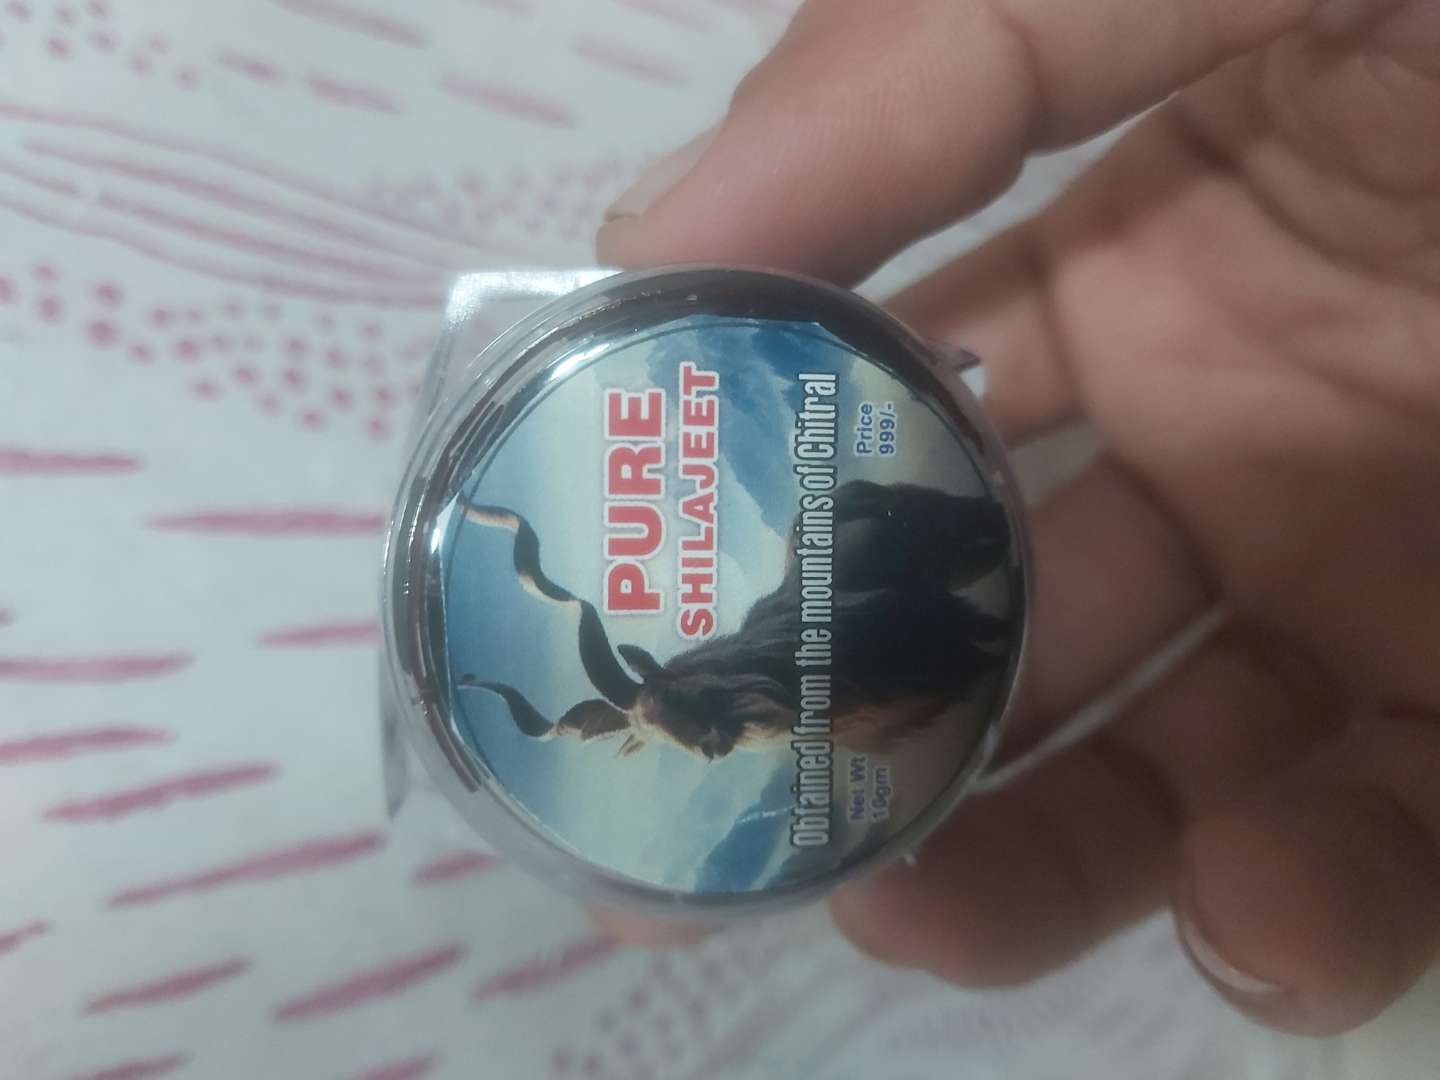 PURE
SHILAJEET
Obtained from the mountains of Chitral
Net Wt
10gm
Price
999/-